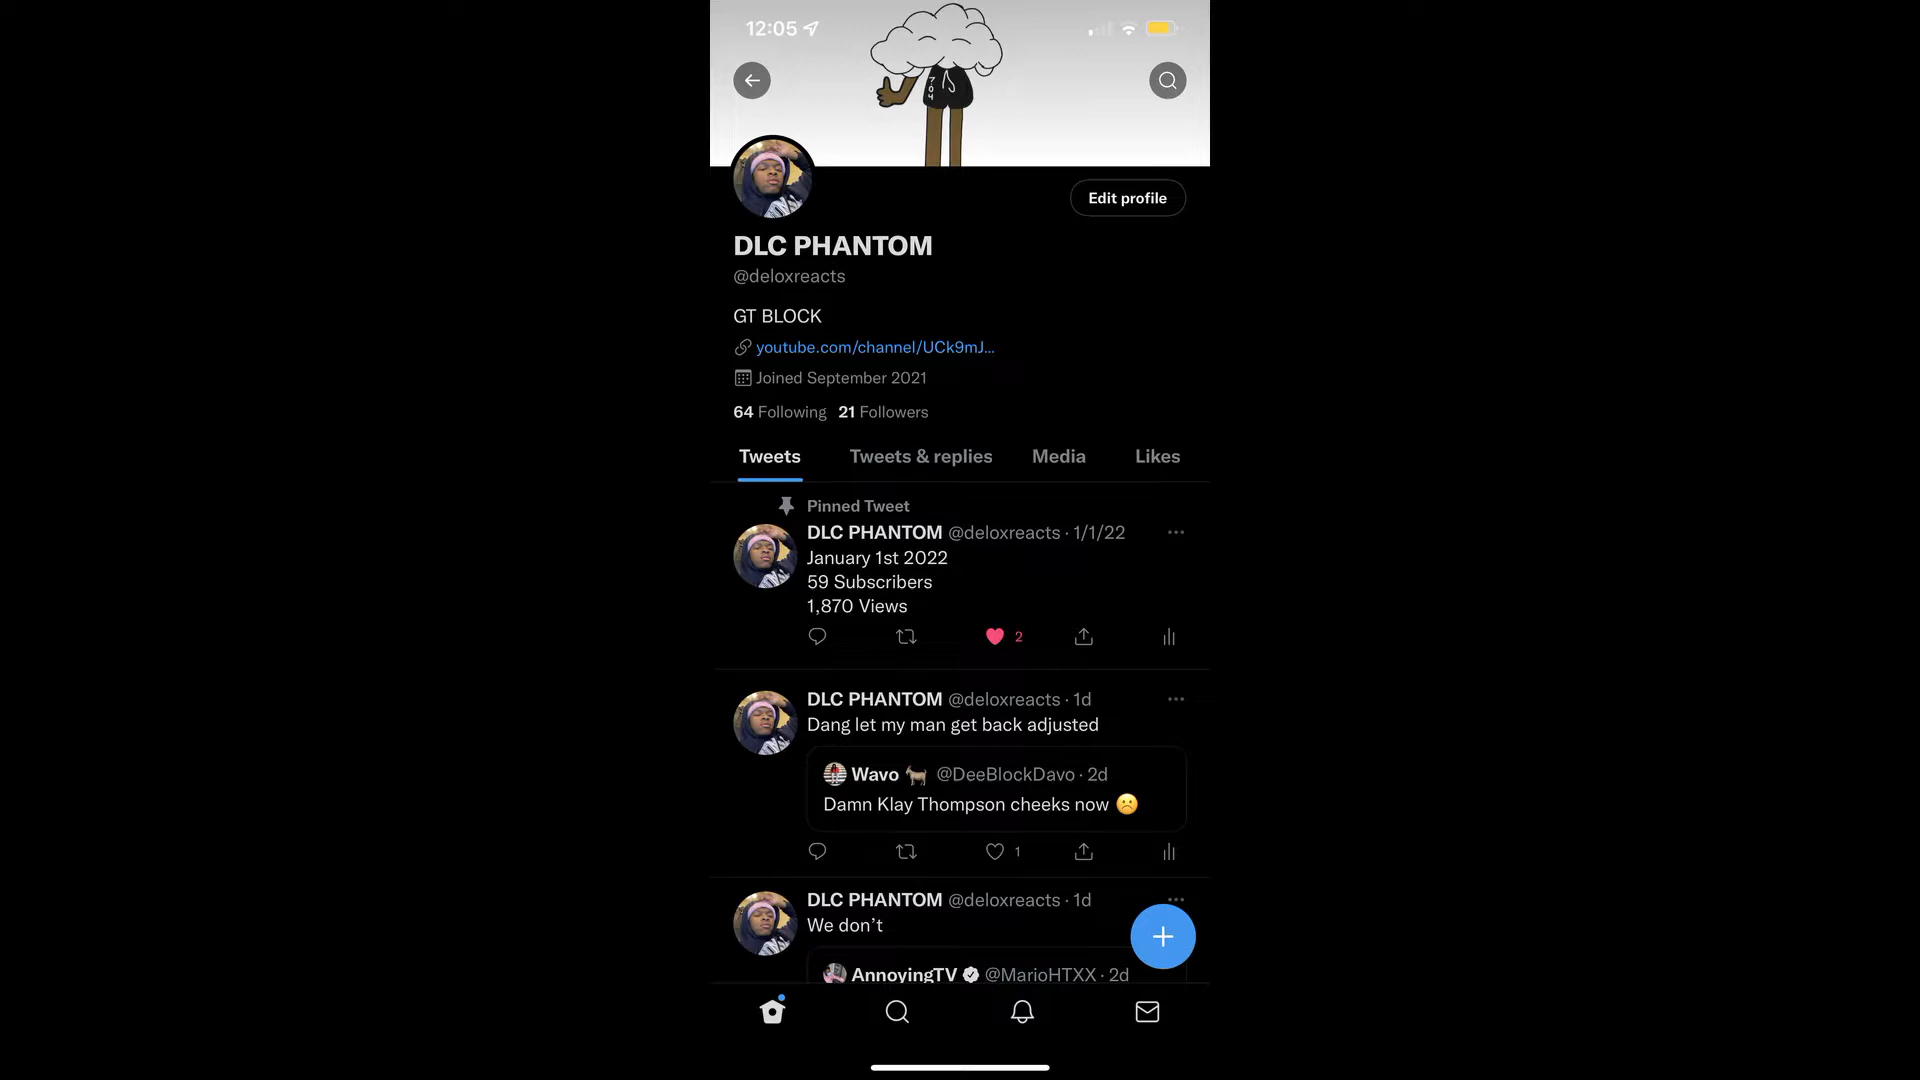 12:05
704
Edit profile
DLC PHANTOM
@deloxreacts
GT BLOCK
youtube.com/channel/UCk9mJ...
Joined September 2021
64 Following 21 Followers
Tweets Tweets & replies Media Likes
Pinned Tweet
DLC PHANTOM @deloxreacts · 1/1/22
January 1st 2022
59 Subscribers
1,870 Views
2
DLC PHANTOM @deloxreacts · 1d
Dang let my man get back adjusted
Wavo 🐐 @DeeBlockDavo · 2d
Damn Klay Thompson cheeks now ☹️
1
DLC PHANTOM @deloxreacts · 1d
We don’t
AnnoyingTV @MarioHTXX · 2d